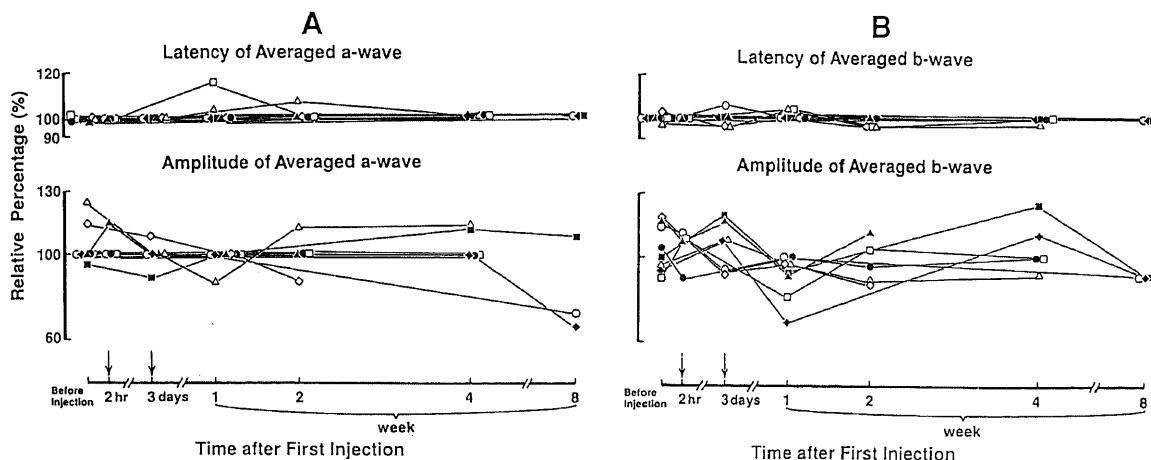 A
Latency of Averaged a-wave
120
100
90
Amplitude of Averaged a-wave
130
100
60
Relative Percentage (%)
Before
Injection
2 hr
3 days
1
2
4
8
week
Time after First Injection
B
Latency of Averaged b-wave
Amplitude of Averaged b-wave
Before
Injection
2 hr
3 days
1
2
4
8
week
Time after First Injection